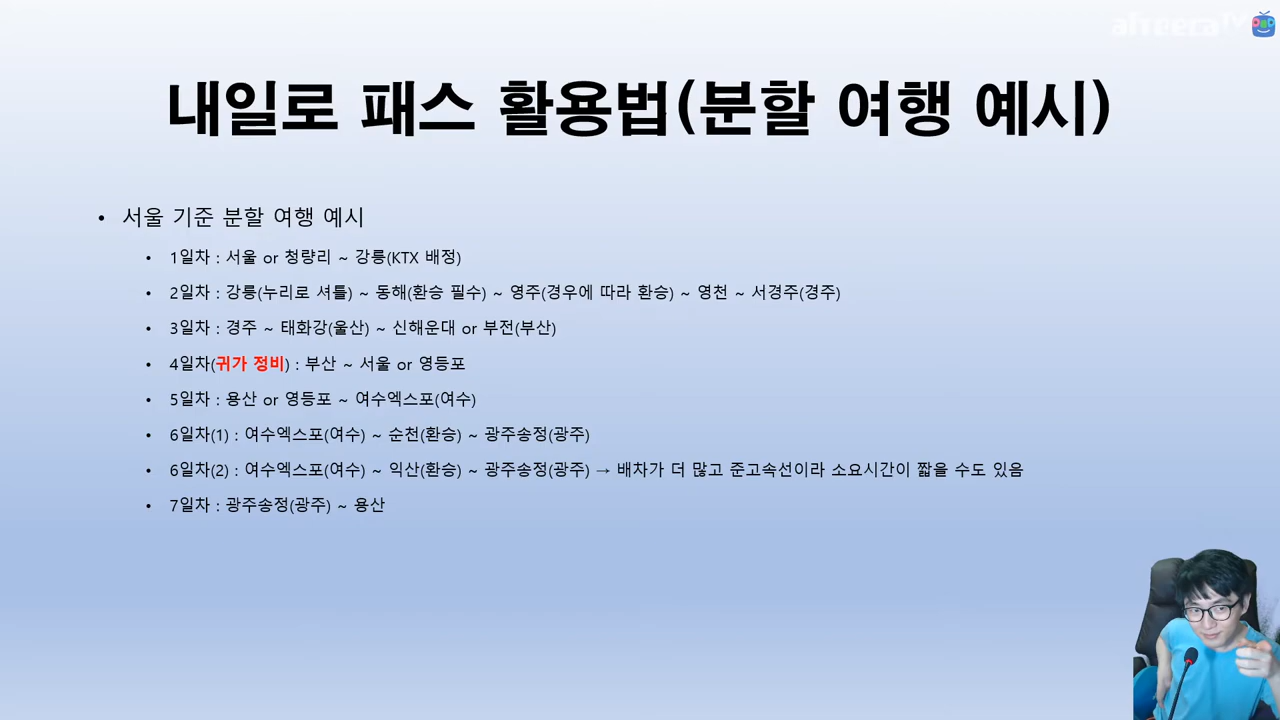 afreecaTV
내일로 패스 활용법(분할 여행 예시)
• 서울 기준 분할 여행 예시
• 1일차 : 서울 or 청량리 ~ 강릉(KTX 배정)
• 2일차 : 강릉(누리로 셔틀) ~ 동해(환승 필수) ~ 영주(경우에 따라 환승) ~ 영천 ~ 서경주(경주)
• 3일차 : 경주 ~ 태화강(울산) ~ 신해운대 or 부전(부산)
• 4일차(귀가 정비) : 부산 ~ 서울 or 영등포
• 5일차 : 용산 or 영등포 ~ 여수엑스포(여수)
• 6일차(1) : 여수엑스포(여수) ~ 순천(환승) ~ 광주송정(광주)
• 6일차(2) : 여수엑스포(여수) ~ 익산(환승) ~ 광주송정(광주) → 배차가 더 많고 준고속선이라 소요시간이 짧을 수도 있음
• 7일차 : 광주송정(광주) ~ 용산